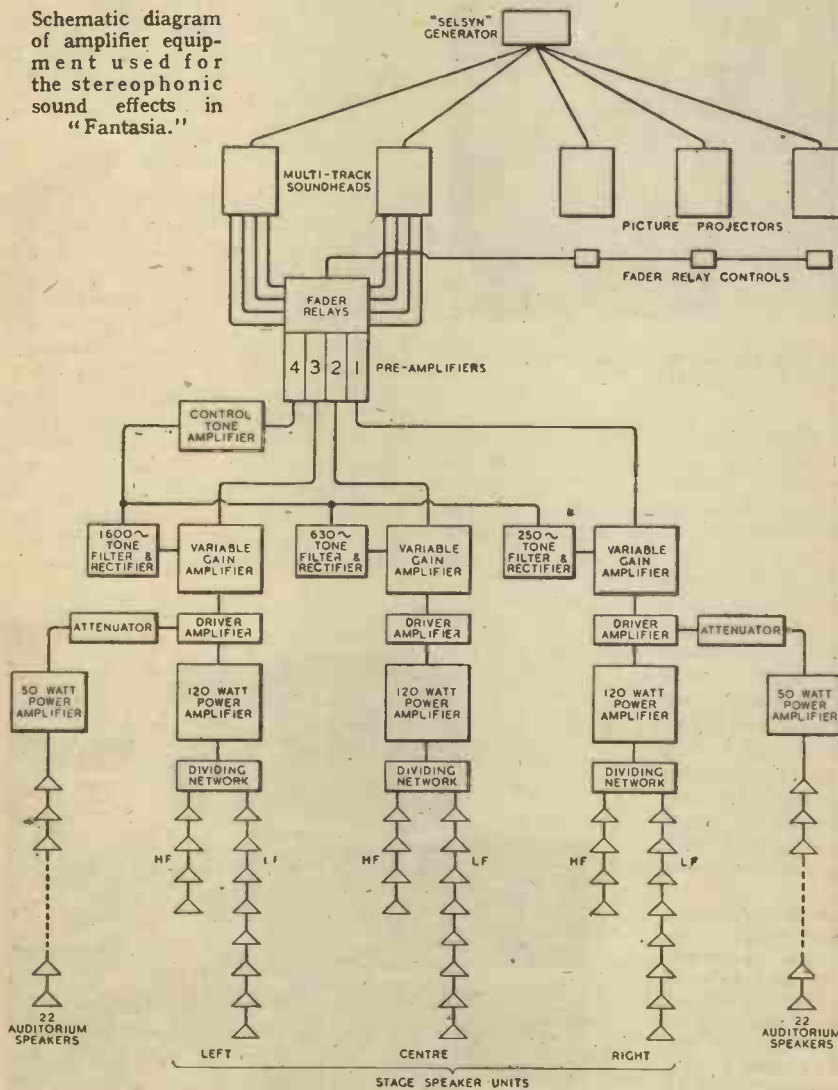 Schematic diagram
of amplifier equip-
ment used for
the stereophonic
sound effects in
"Fantasia."
"SELSYN"
GENERATOR
MULTI-TRACK
SOUNDHEADS
PICTURE PROJECTORS
FADER RELAY CONTROLS
FADER
RELAYS
4 3 2 1
PRE-AMPLIFIERS
CONTROL
TONE
AMPLIFIER
1600~
TONE
FILTER &
RECTIFIER
VARIABLE
GAIN
AMPLIFIER
630~
TONE
FILTER &
RECTIFIER
VARIABLE
GAIN
AMPLIFIER
250~
TONE
FILTER &
RECTIFIER
VARIABLE
GAIN
AMPLIFIER
ATTENUATOR
DRIVER
AMPLIFIER
DRIVER
AMPLIFIER
DRIVER
AMPLIFIER
ATTENUATOR
50 WATT
POWER
AMPLIFIER
120 WATT
POWER
AMPLIFIER
120 WATT
POWER
AMPLIFIER
120 WATT
POWER
AMPLIFIER
50 WATT
POWER
AMPLIFIER
DIVIDING
NETWORK
DIVIDING
NETWORK
DIVIDING
NETWORK
HF
LF
HF
LF
HF
LF
22
AUDITORIUM
SPEAKERS
22
AUDITORIUM
SPEAKERS
LEFT
CENTRE
RIGHT
STAGE SPEAKER UNITS